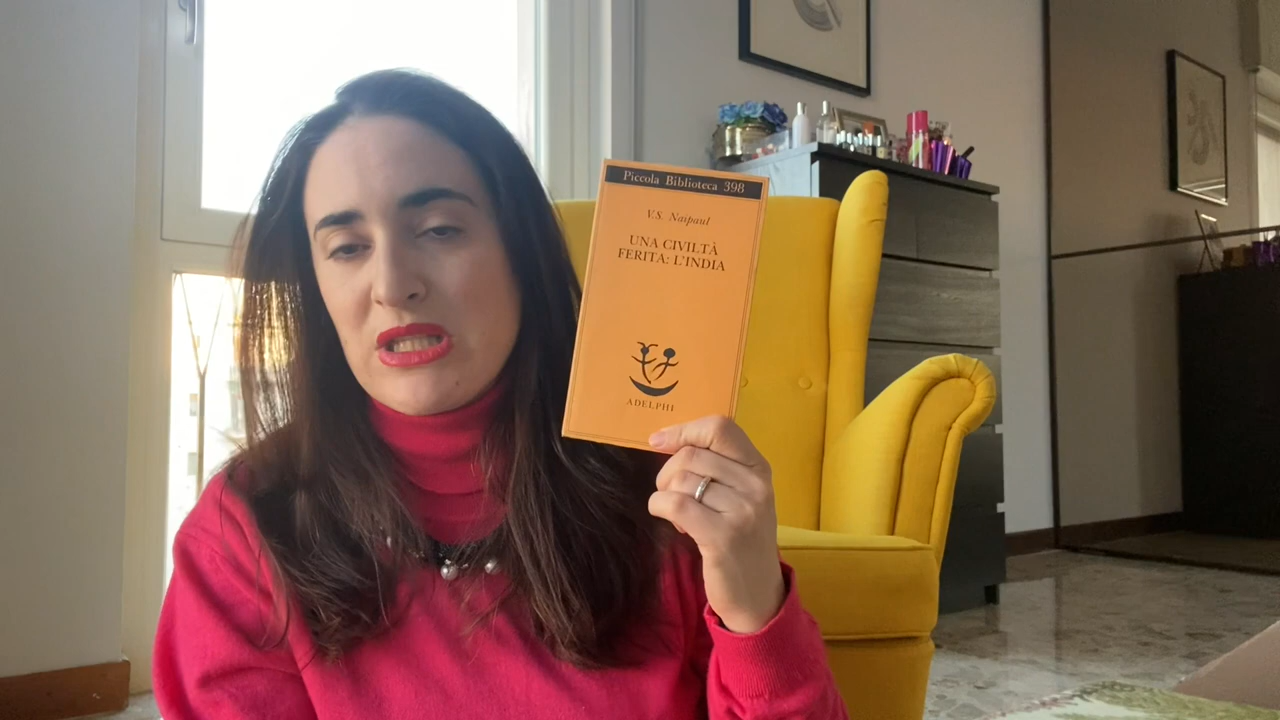 Piccola Biblioteca 398
V.S. Naipaul
UNA CIVILTÀ
FERITA: L'INDIA
ADELPHI